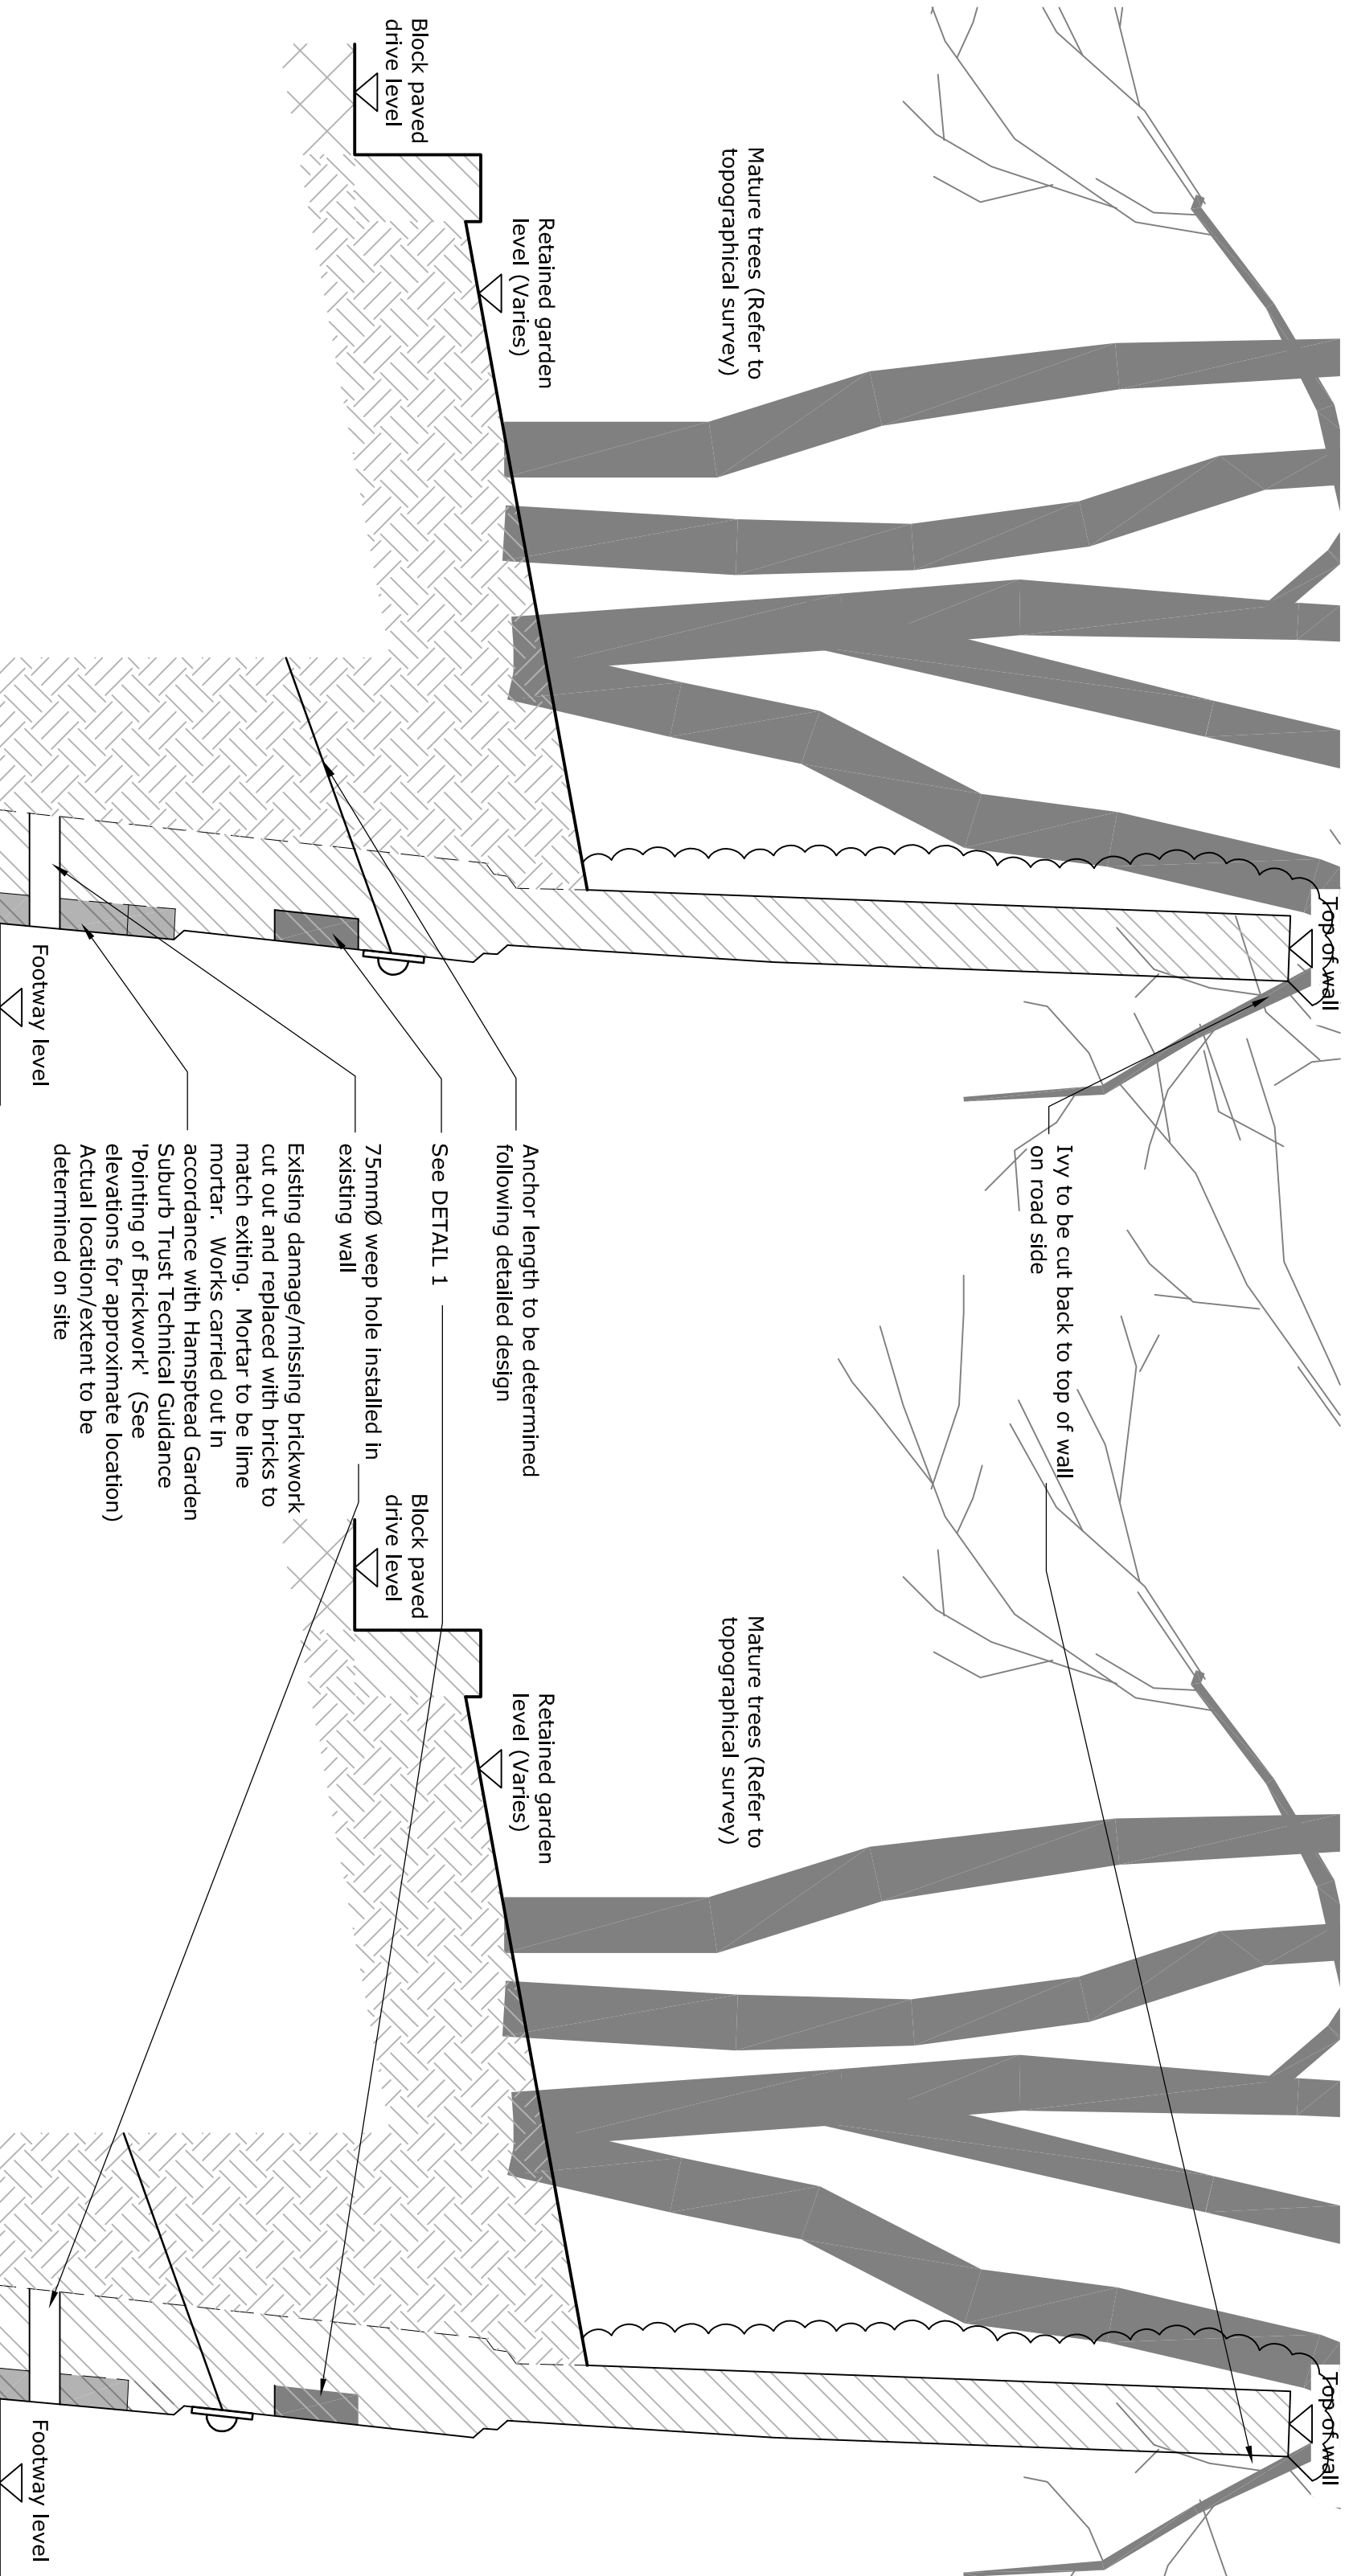 Top of wall
Ivy to be cut back to top of wall
on road side
Top of wall
Mature trees (Refer to
topographical survey)
Mature trees (Refer to
topographical survey)
Retained garden
level (Varies)
Anchor length to be determined
following detailed design
Retained garden
level (Varies)
Block paved
drive level
See DETAIL 1
Block paved
drive level
75mmØ weep hole installed in
existing wall
Existing damage/missing brickwork
cut out and replaced with bricks to
match exiting.  Mortar to be lime
mortar.  Works carried out in
accordance with Hamsptead Garden
Suburb Trust Technical Guidance
'Pointing of Brickwork'  (See
elevations for approximate location)
Actual location/extent to be
determined on site
Footway level
Footway level